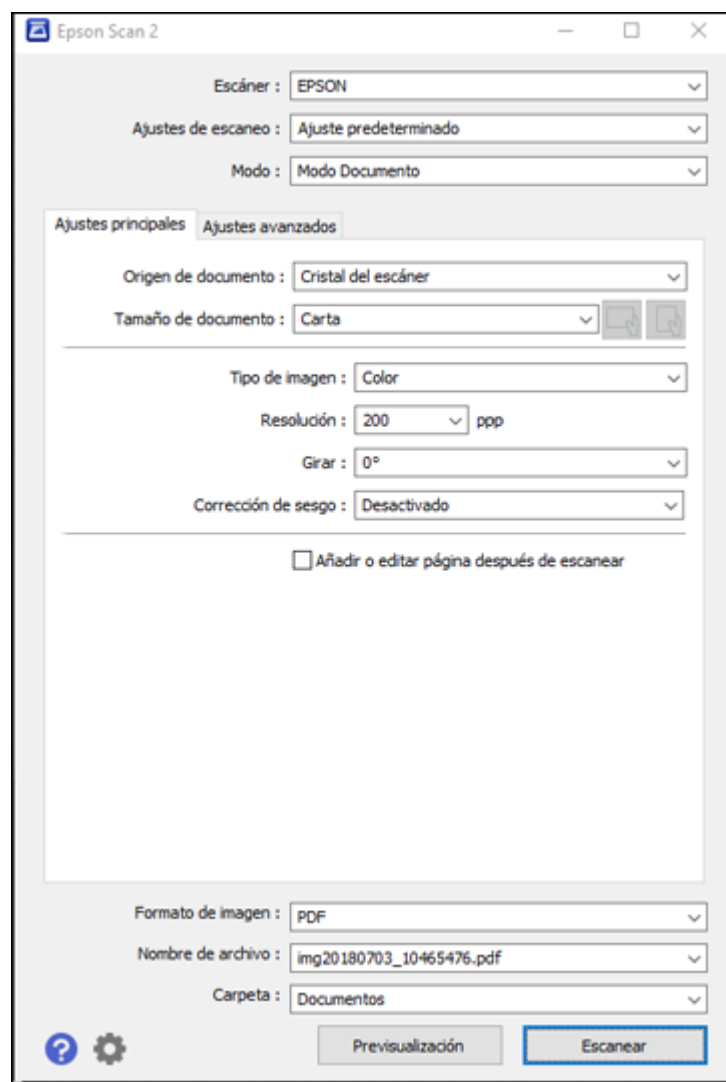 Epson Scan 2
Escáner : EPSON
Ajustes de escaneo : Ajuste predeterminado
Modo : Modo Documento
Ajustes principales Ajustes avanzados
Origen de documento : Cristal del escáner
Tamaño de documento : Carta
Tipo de imagen : Color
Resolución : 200 ppp
Girar : 0°
Corrección de sesgo : Desactivado
Añadir o editar página después de escanear
Formato de imagen : PDF
Nombre de archivo : img20180703_10465476.pdf
Carpeta : Documentos
? Previsualización Escanear